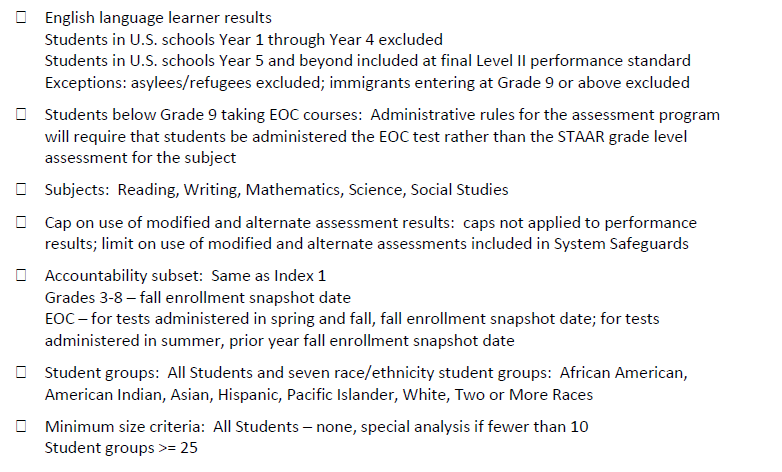 English language learner results
Students in U.S. schools Year 1 through Year 4 excluded
Students in U.S. schools Year 5 and beyond included at final Level II performance standard
Exceptions: asylees/refugees excluded; immigrants entering at Grade 9 or above excluded
Students below Grade 9 taking EOC courses: Administrative rules for the assessment program
will require that students be administered the EOC test rather than the STAAR grade level
assessment for the subject
Subjects: Reading, Writing, Mathematics, Science, Social Studies
Cap on use of modified and alternate assessment results: caps not applied to performance
results; limit on use of modified and alternate assessments included in System Safeguards
Accountability subset: Same as Index 1
Grades 3-8 – fall enrollment snapshot date
EOC – for tests administered in spring and fall, fall enrollment snapshot date; for tests
administered in summer, prior year fall enrollment snapshot date
Student groups: All Students and seven race/ethnicity student groups: African American,
American Indian, Asian, Hispanic, Pacific Islander, White, Two or More Races
Minimum size criteria: All Students – none, special analysis if fewer than 10
Student groups >= 25